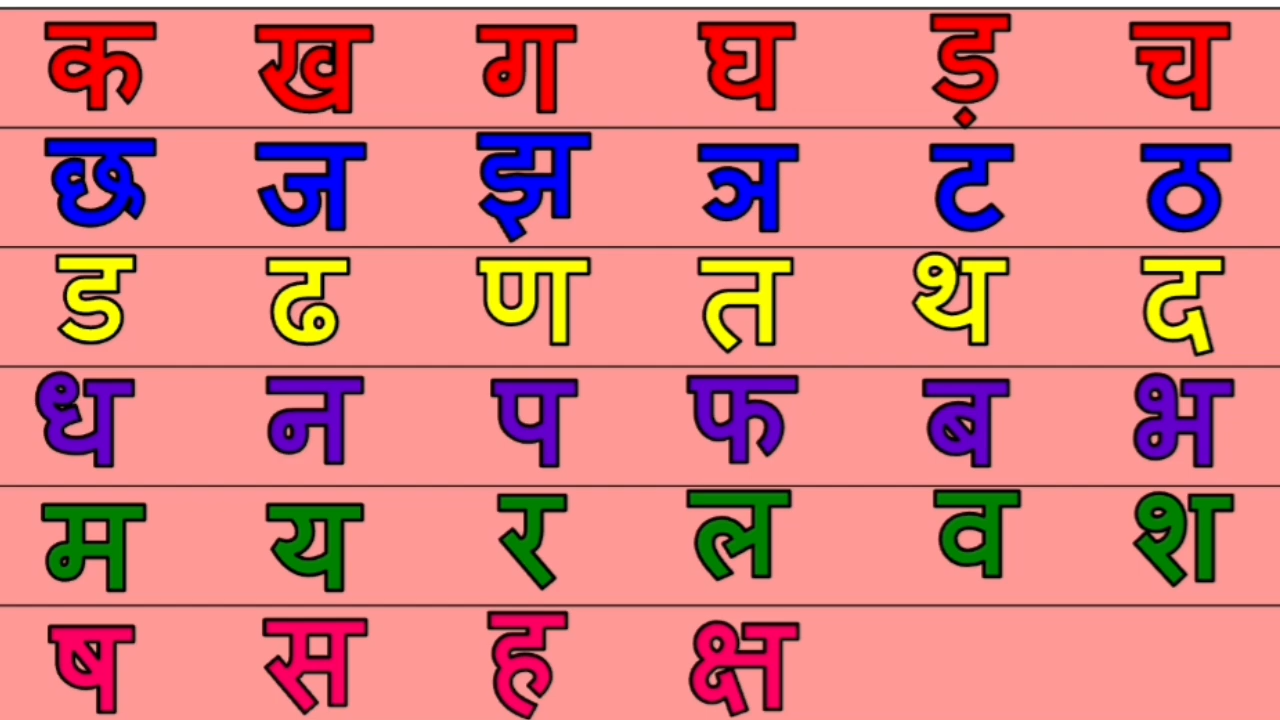 क ख ग घ ड़ च
छ ज झ ञ ट ठ
ड ढ ण त थ द
ध न प फ ब भ
म य र ल व श
ष स ह क्ष